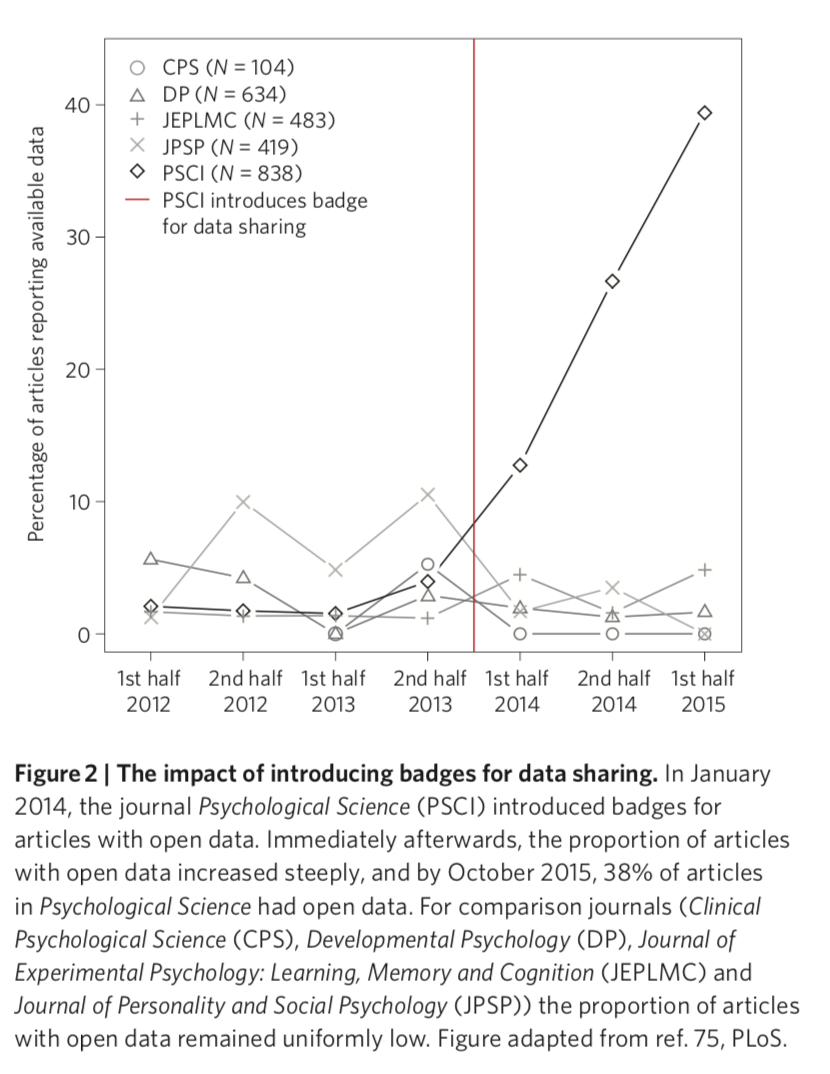 CPS (N = 104)
DP (N = 634)
JEPLMC (N = 483)
JPSP (N = 419)
PSCI (N = 838)
PSCI introduces badge
for data sharing
Percentage of articles reporting available data
40
30
20
10
0
1st half 2nd half 1st half 2nd half 1st half 2nd half 1st half
2012 2012 2013 2013 2014 2014 2015
Figure 2 | The impact of introducing badges for data sharing. In January
2014, the journal Psychological Science (PSCI) introduced badges for
articles with open data. Immediately afterwards, the proportion of articles
with open data increased steeply, and by October 2015, 38% of articles
in Psychological Science had open data. For comparison journals (Clinical
Psychological Science (CPS), Developmental Psychology (DP), Journal of
Experimental Psychology: Learning, Memory and Cognition (JEPLMC) and
Journal of Personality and Social Psychology (JPSP)) the proportion of articles
with open data remained uniformly low. Figure adapted from ref. 75, PLoS.